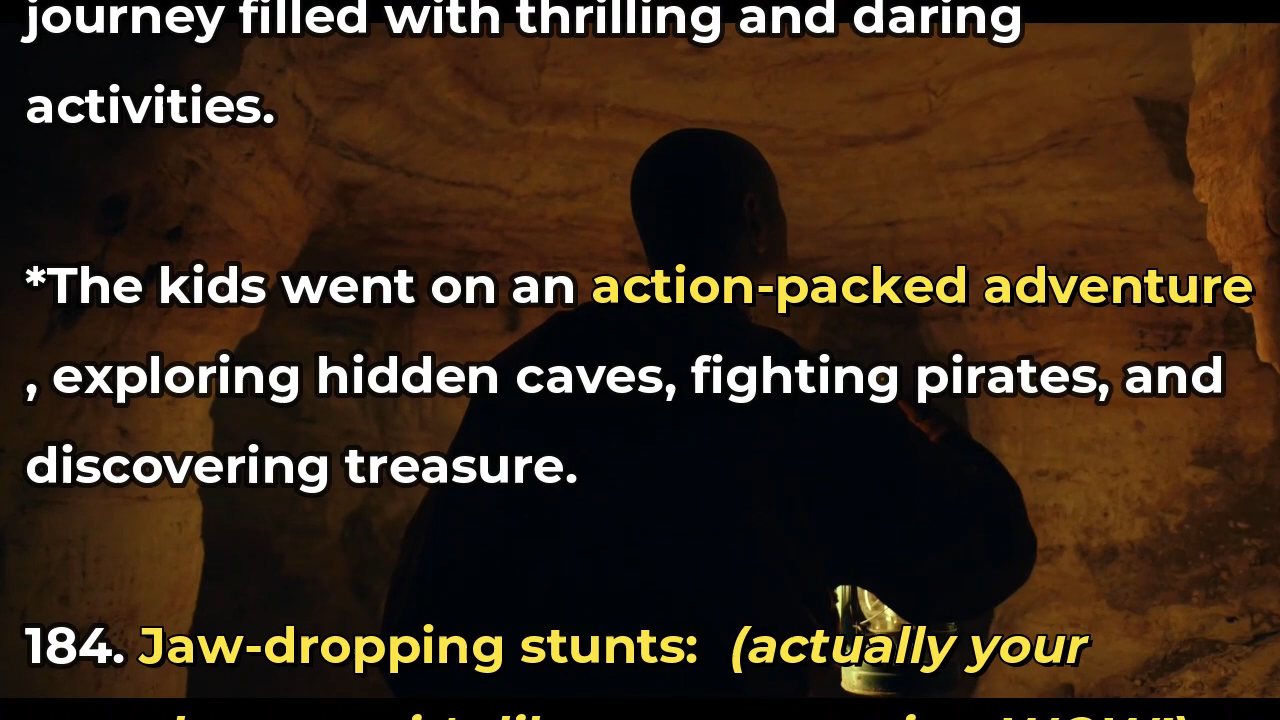 journey filled with thrilling and daring
activities.
*The kids went on an action-packed adventure
, exploring hidden caves, fighting pirates, and
discovering treasure.
184. Jaw-dropping stunts: (actually your